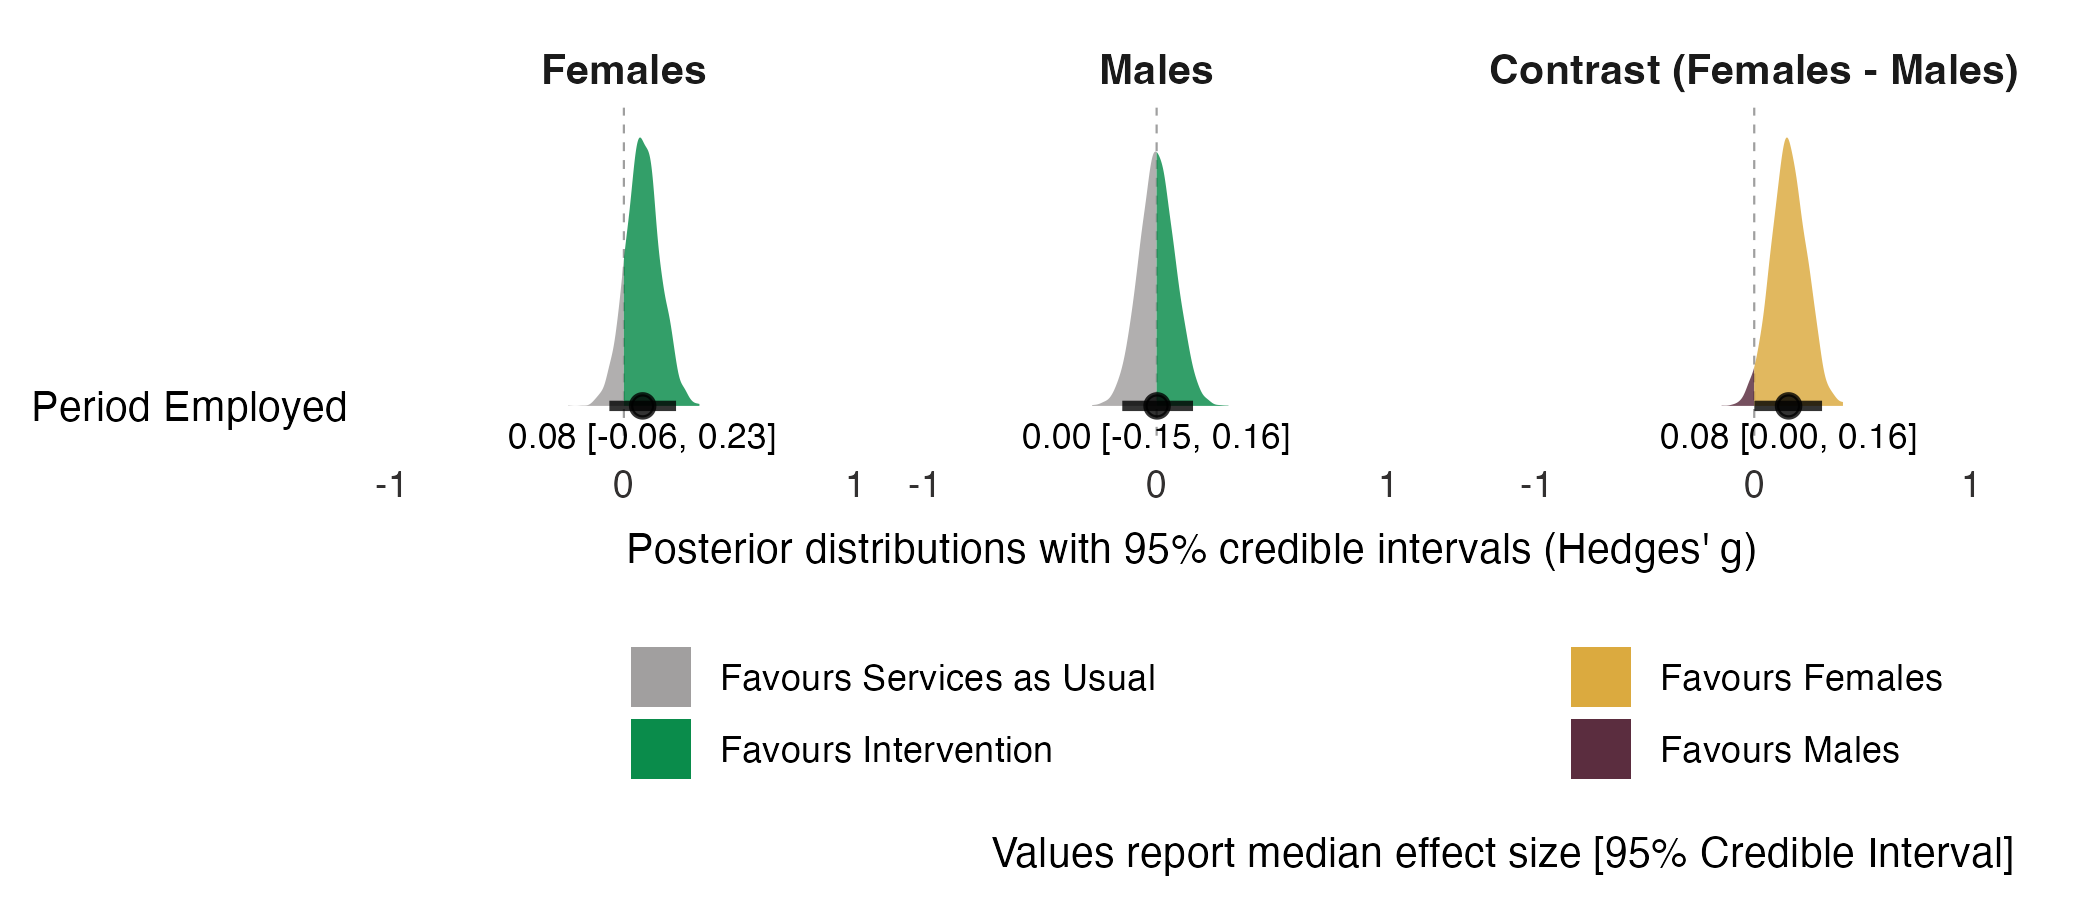 Females
Males
Contrast (Females - Males)
Period Employed
0.08 [-0.06, 0.23]
0.00 [-0.15, 0.16]
0.08 [0.00, 0.16]
-1 0 1
-1 0 1
-1 0 1
Posterior distributions with 95% credible intervals (Hedges' g)
Favours Services as Usual
Favours Intervention
Favours Females
Favours Males
Values report median effect size [95% Credible Interval]